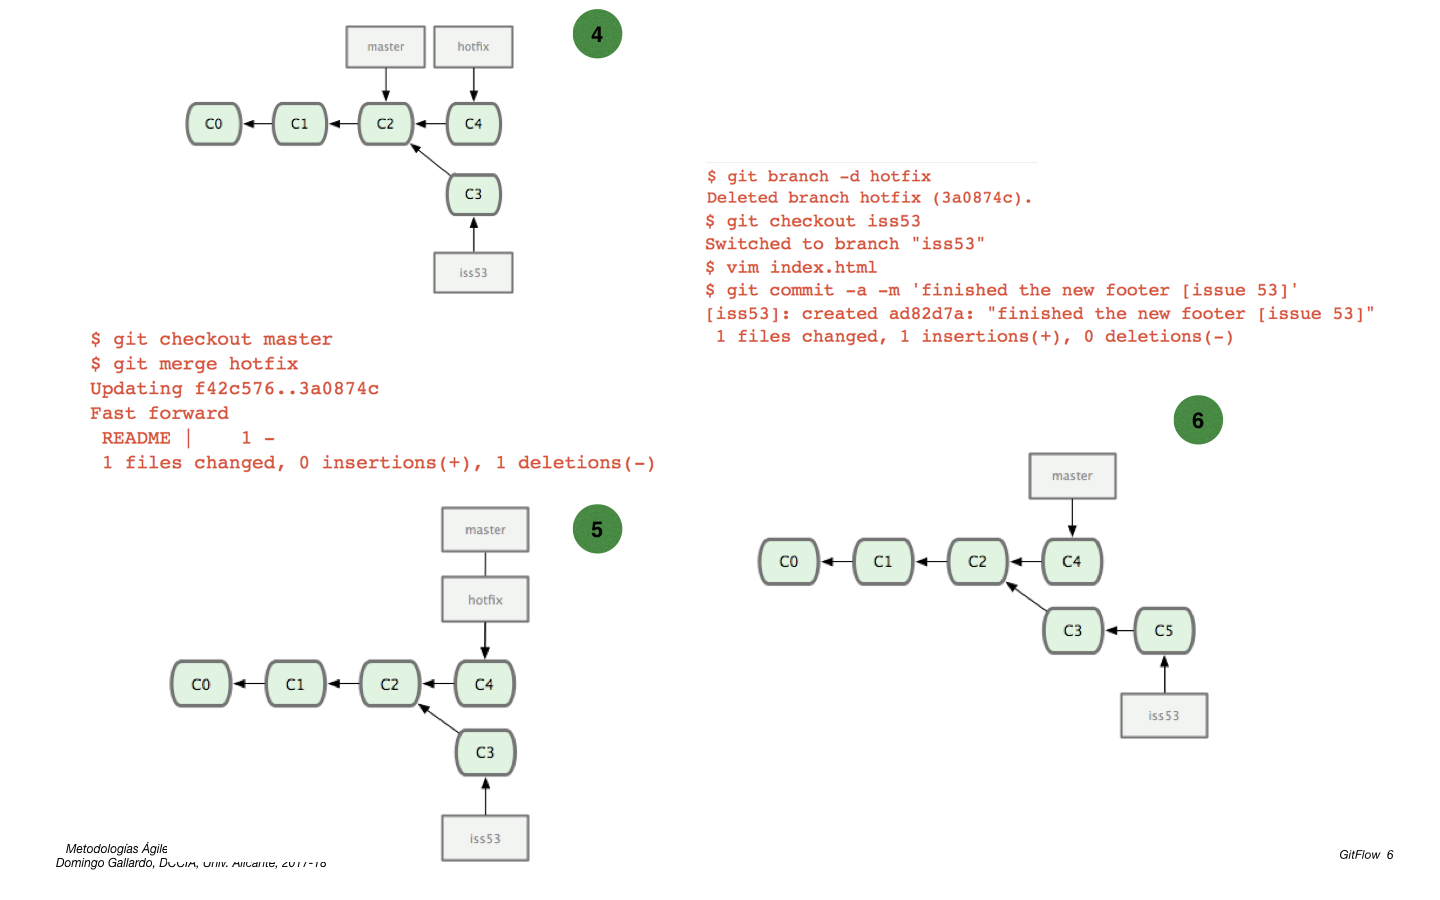 4
master hotfix
C0 C1 C2 C4
C3
iss53
$ git checkout master
$ git merge hotfix
Updating f42c576..3a0874c
Fast forward
README | 1 -
1 files changed, 0 insertions(+), 1 deletions(-)
5
master
hotfix
C0 C1 C2 C4
C3
iss53
$ git branch -d hotfix
Deleted branch hotfix (3a0874c).
$ git checkout iss53
Switched to branch "iss53"
$ vim index.html
$ git commit -a -m 'finished the new footer [issue 53]'
[iss53]: created ad82d7a: "finished the new footer [issue 53]"
1 files changed, 1 insertions(+), 0 deletions(-)
6
master
C0 C1 C2 C4
C3 C5
iss53
Metodologías Ágile
Domingo Gallardo, DCCIA, Univ. Alicante, 2017-18
GitFlow 6